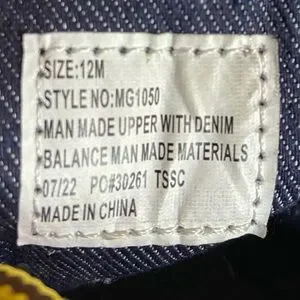 SIZE:12M
STYLE NO:MG1050
MAN MADE UPPER WITH DENIM
BALANCE MAN MADE MATERIALS
07/22 PO#30261 TSSC
MADE IN CHINA